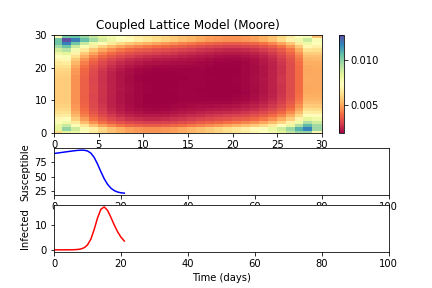 Coupled Lattice Model (Moore)
30
20
10
0
0 5 10 15 20 25 30
0.010
0.005
Susceptible
75
50
25
0 20 40 60 80 100
Infected
10
0
0 20 40 60 80 100
Time (days)